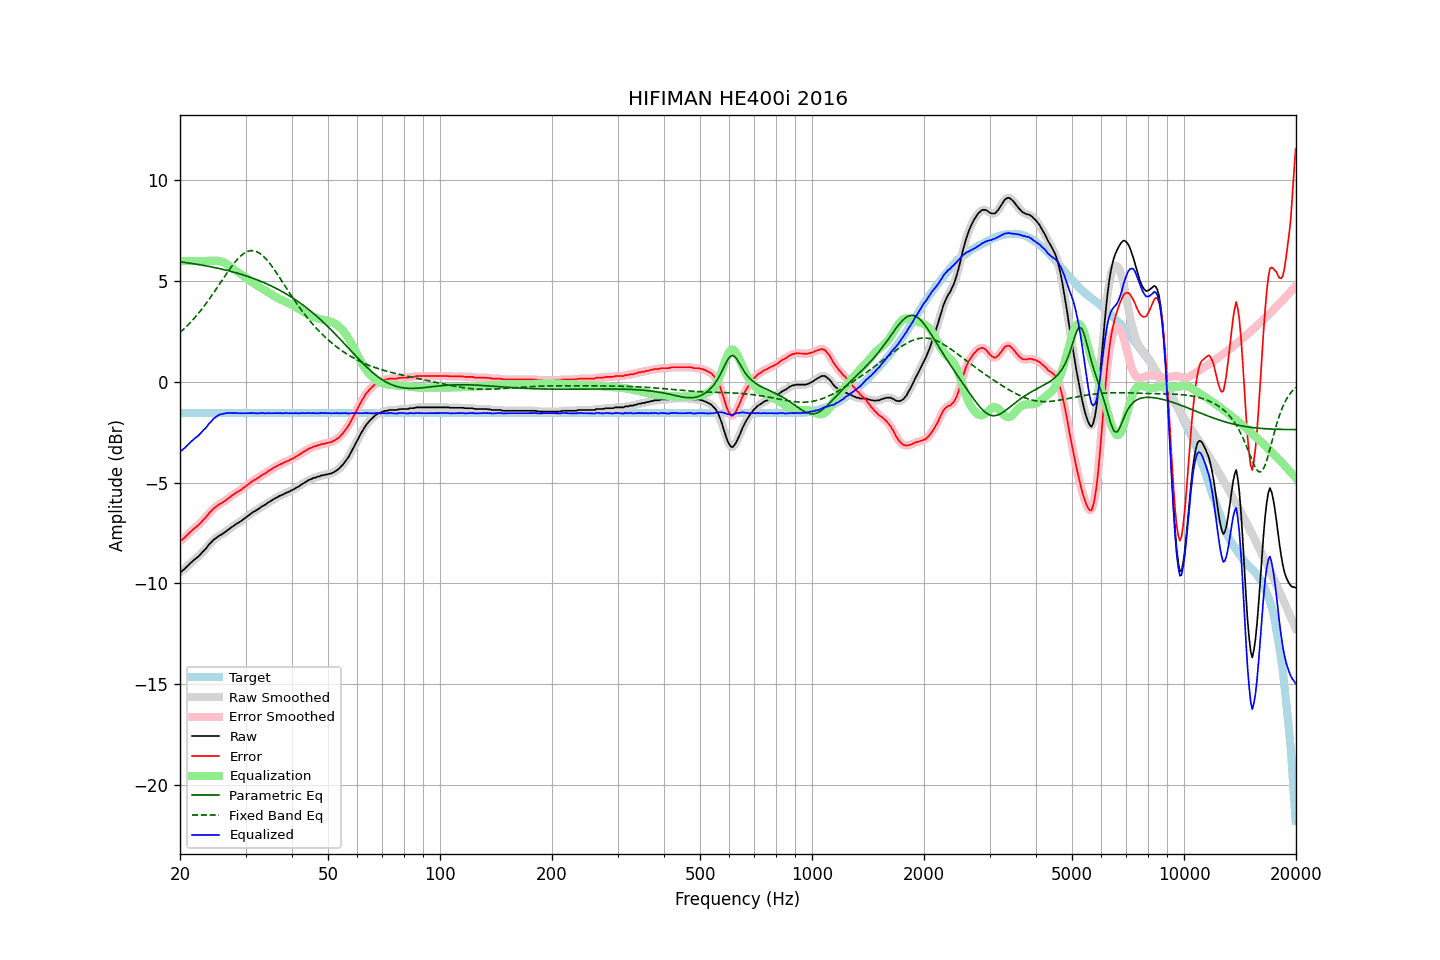 HIFIMAN HE400i 2016
Amplitude (dBr)
10
5
0
−5
−10
−15
−20
Target
Raw Smoothed
Error Smoothed
Raw
Error
Equalization
Parametric Eq
Fixed Band Eq
Equalized
20 50 100 200 500 1000 2000 5000 10000 20000
Frequency (Hz)